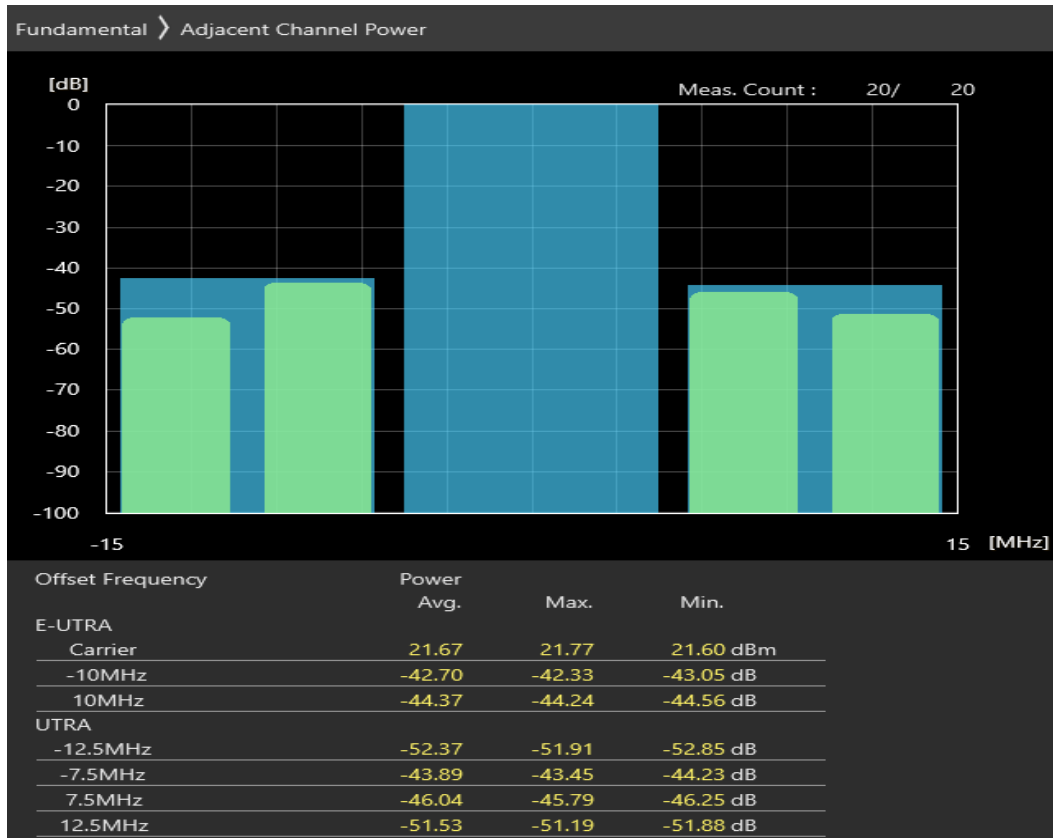 Fundamental 〉 Adjacent Channel Power
[dB]
Meas. Count : 20/ 20
0
-10
-20
-30
-40
-50
-60
-70
-80
-90
-100
-15 15 [MHz]
Offset Frequency Power
Avg. Max. Min.
E-UTRA
Carrier 21.67 21.77 21.60 dBm
-10MHz -42.70 -42.33 -43.05 dB
10MHz -44.37 -44.24 -44.56 dB
UTRA
-12.5MHz -52.37 -51.91 -52.85 dB
-7.5MHz -43.89 -43.45 -44.23 dB
7.5MHz -46.04 -45.79 -46.25 dB
12.5MHz -51.53 -51.19 -51.88 dB